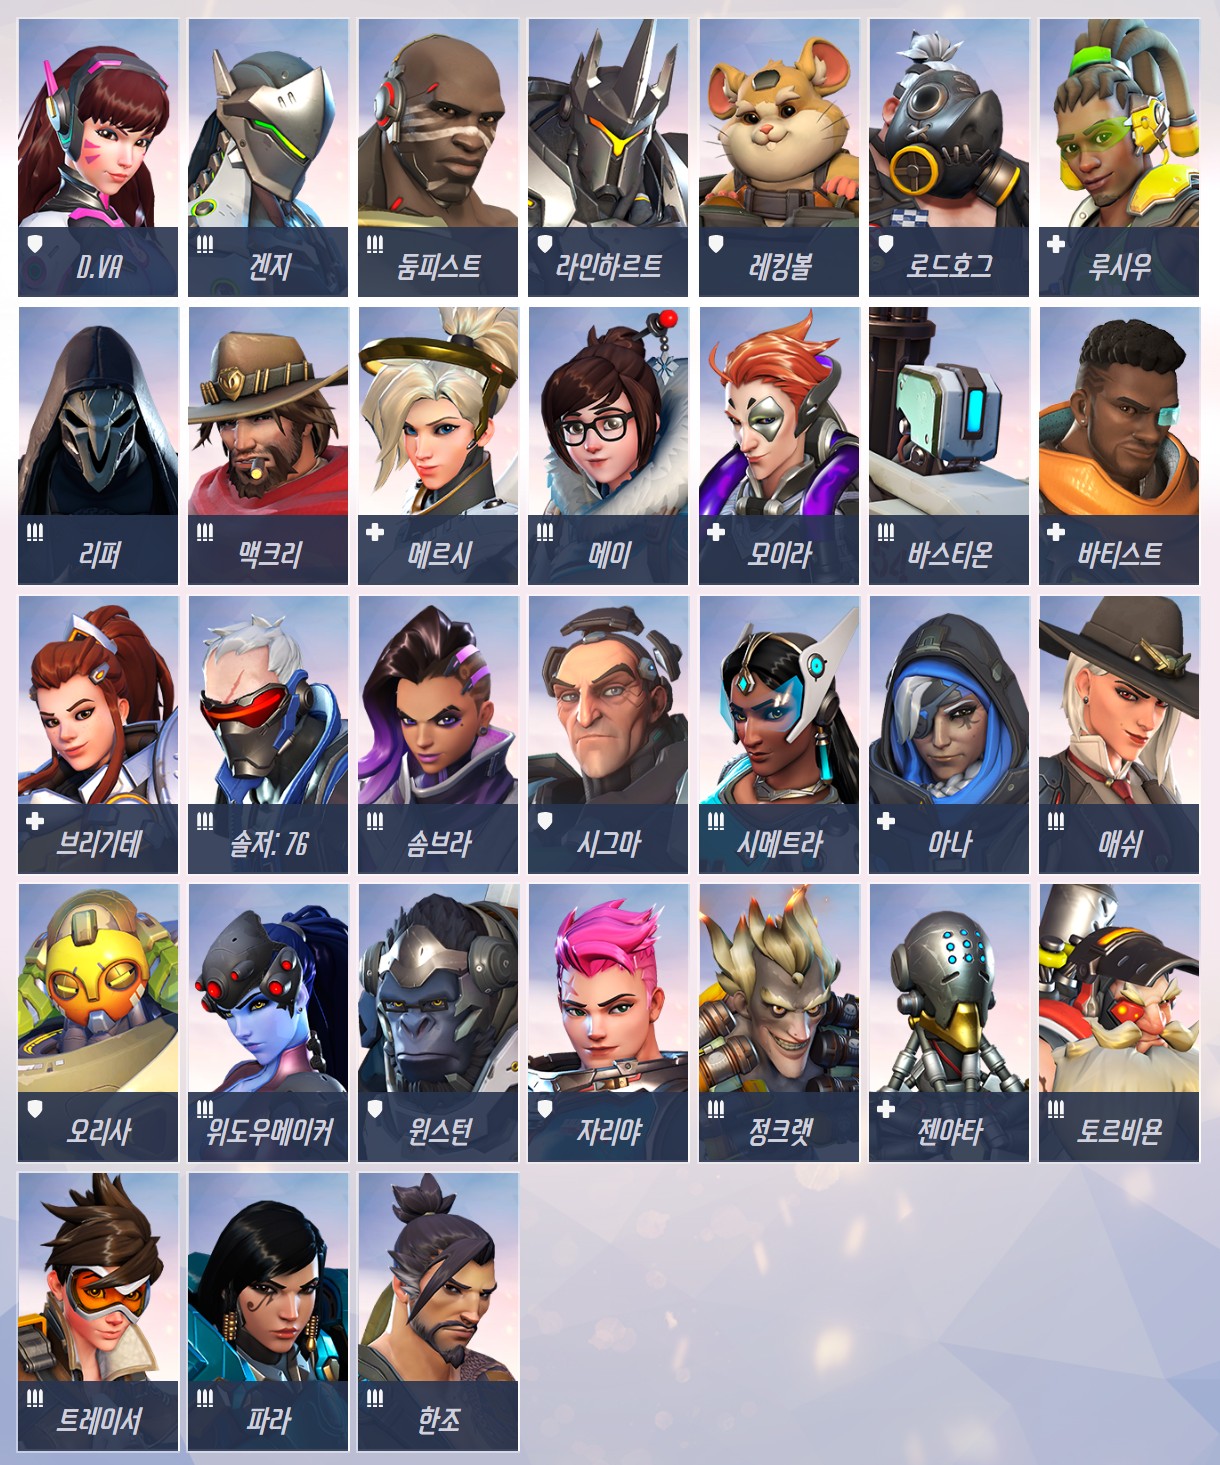 D.VA
겐지
둠피스트
라인하르트
레킹볼
로드호그
루시우
리퍼
맥크리
메르시
메이
모이라
바스티온
바티스트
브리기테
솔저: 76
솜브라
시그마
시메트라
아나
애쉬
오리사
위도우메이커
윈스턴
자리야
정크랫
젠야타
토르비욘
트레이서
파라
한조